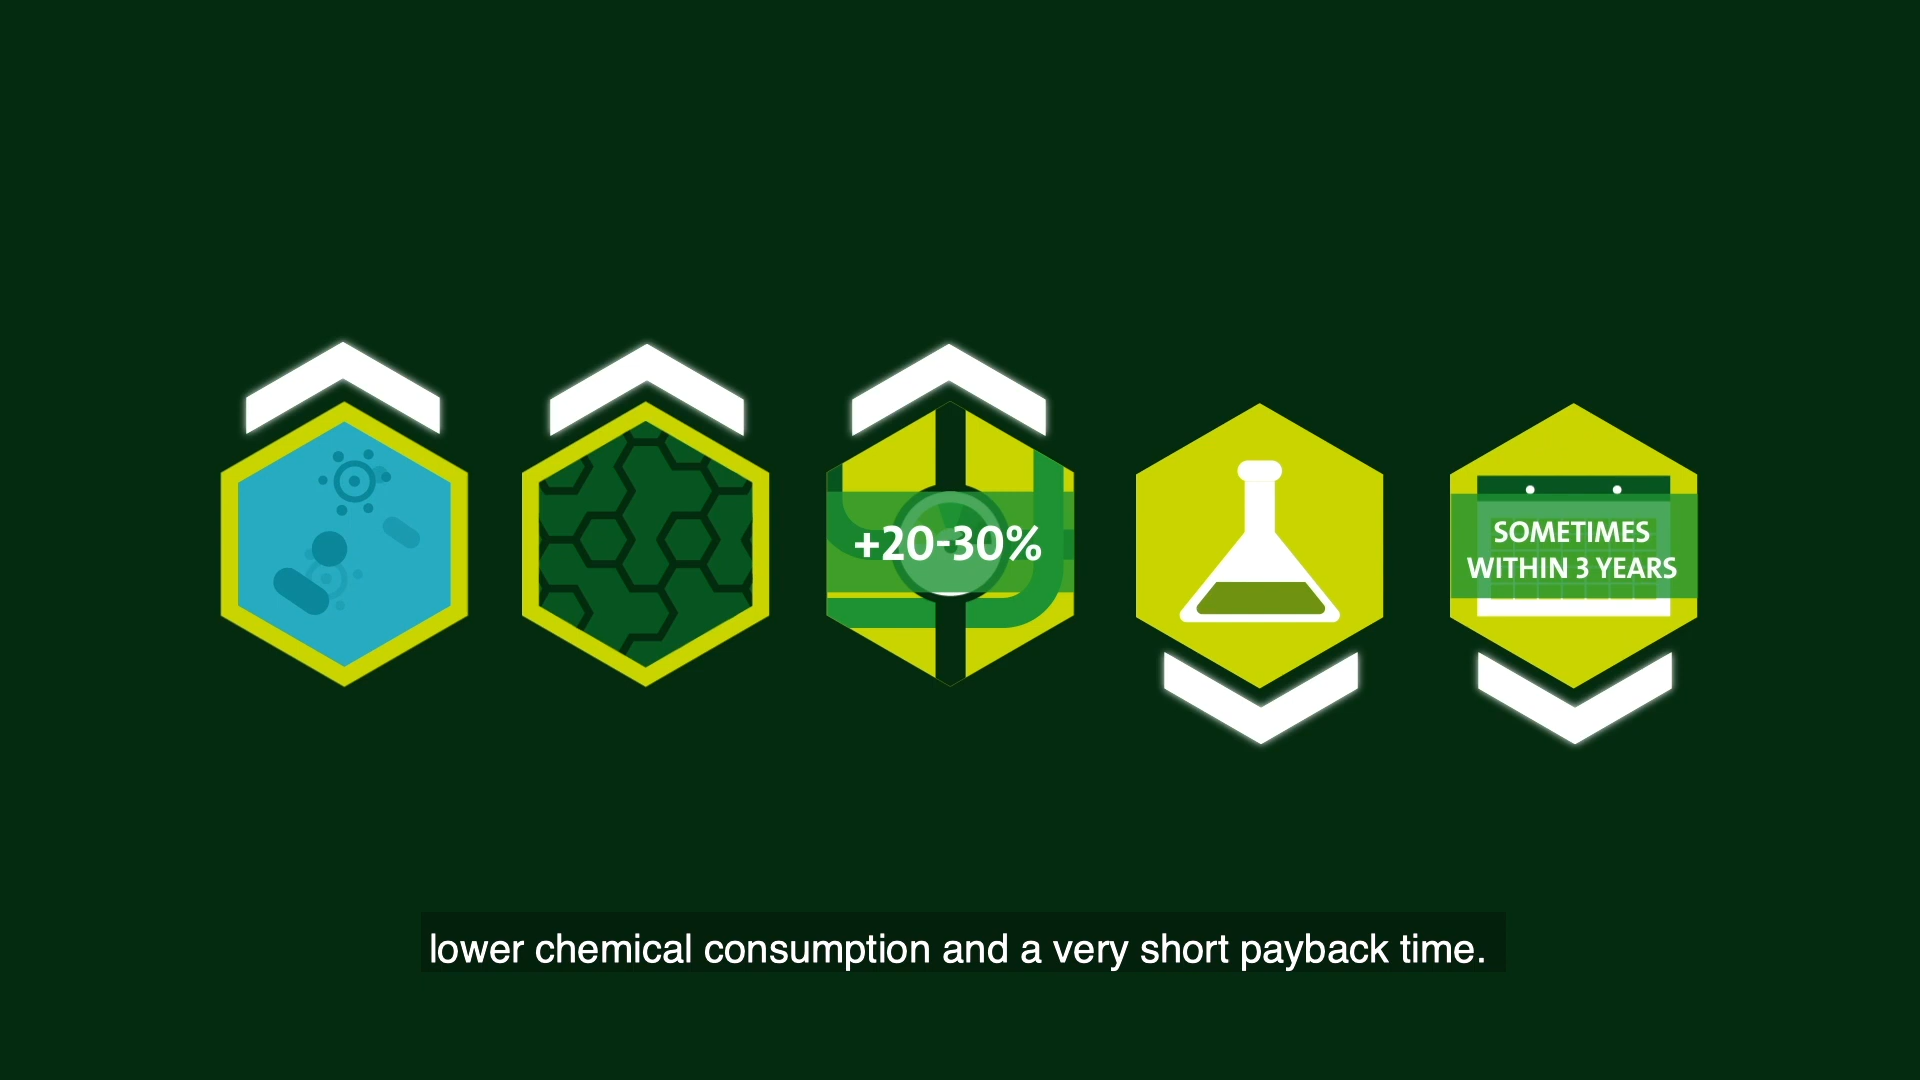 +20-30%
SOMETIMES
WITHIN 3 YEARS
lower chemical consumption and a very short payback time.